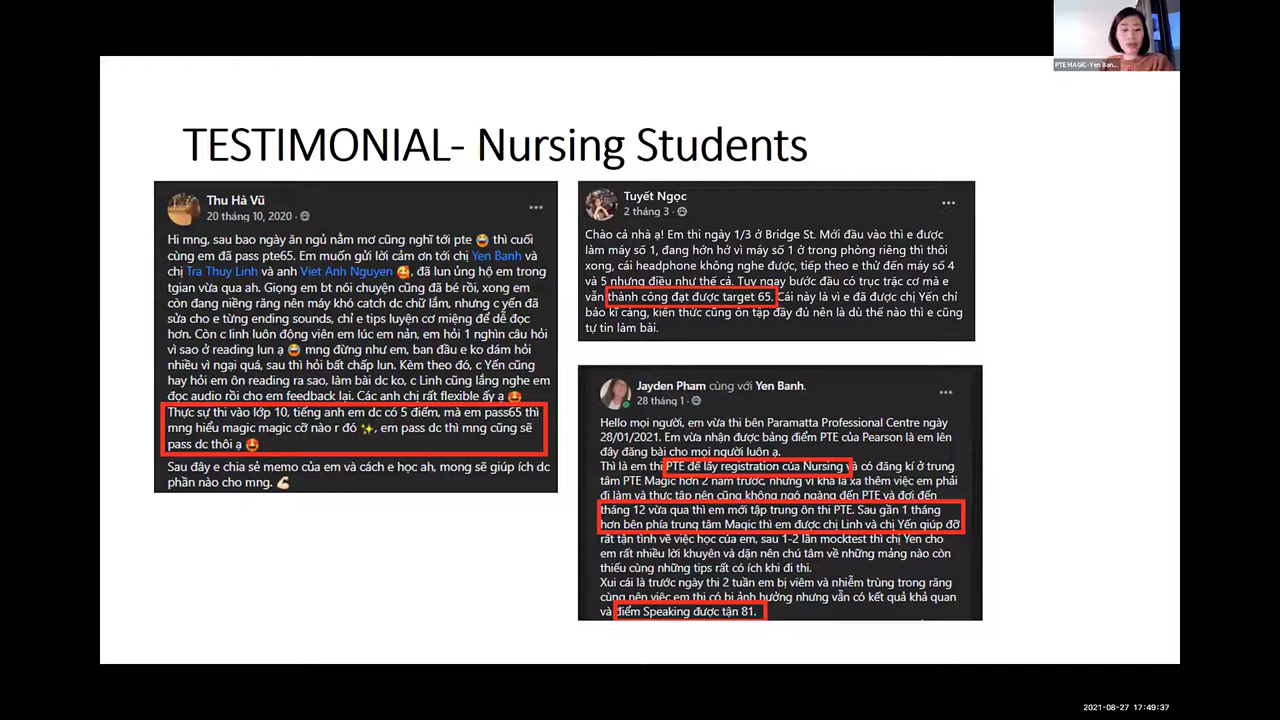 PTE MAGIC-Yen Ban...
TESTIMONIAL- Nursing Students
Thu Hà Vũ
20 tháng 10, 2020 ·
Hi mng, sau bao ngày ăn ngủ nằm mơ cũng nghĩ tới pte 😂 thì cuối
cùng em đã pass pte65. Em muốn gửi lời cảm ơn tới chị Yen Banh và
chị Tra Thuy Linh và anh Viet Anh Nguyen 🥰, đã lun ủng hộ em trong
tgian vừa qua ah. Giọng em bt nói chuyện cũng đã bé rồi, xong em
còn đang niềng răng nên máy khó catch dc chữ lắm, nhưng c yến đã
sửa cho e từng ending sounds, chỉ e tips luyện cơ miệng để dễ đọc
hơn. Còn c linh luôn động viên em lúc em nản, em hỏi 1 nghìn câu hỏi
vì sao ở reading lun ạ 😂 mng đừng như em, ban đầu e ko dám hỏi
nhiều vì ngại quá, sau thì hỏi bất chấp lun. Kèm theo đó, c Yến cũng
hay hỏi em ôn reading ra sao, làm bài dc ko, c Linh cũng lắng nghe em
đọc audio rồi cho em feedback lại. Các anh chị rất flexible ấy ạ 🤩
Thực sự thi vào lớp 10, tiếng anh em dc có 5 điểm, mà em pass65 thì
mng hiểu magic magic cỡ nào r đó ✨, em pass dc thì mng cũng sẽ
pass dc thôi ạ 🤩
Sau đây e chia sẻ memo của em và cách e học ah, mong sẽ giúp ích dc
phần nào cho mng. 💪🏻
Tuyết Ngọc
2 tháng 3 ·
Chào cả nhà ạ! Em thi ngày 1/3 ở Bridge St. Mới đầu vào thì e được
làm máy số 1, đang hớn hở vì máy số 1 ở trong phòng riêng thì thôi
xong, cái headphone không nghe được, tiếp theo e thử đến máy số 4
và 5 nhưng điều như thế cả. Tuy ngay bước đầu có trục trặc cơ mà e
vẫn thành công đạt được target 65. Cái này là vì e đã được chị Yến chỉ
bảo kĩ càng, kiến thức cũng ôn tập đầy đủ nên là dù thế nào thì e cũng
tự tin làm bài.
Jayden Pham cùng với Yen Banh.
28 tháng 1 ·
Hello mọi người, em vừa thi bên Paramatta Professional Centre ngày
28/01/2021. Em vừa nhận được bảng điểm PTE của Pearson là em lên
đây đăng bài cho mọi người luôn ạ.
Thì là em thi PTE để lấy registration của Nursing và có đăng kí ở trung
tâm PTE Magic hơn 2 năm trước, nhưng vì khá là xa thêm việc em phải
đi làm và thực tập nên cũng không ngó ngàng đến PTE và đợi đến
tháng 12 vừa qua thì em mới tập trung ôn thi PTE. Sau gần 1 tháng
hơn bên phía trung tâm Magic thì em được chị Linh và chị Yến giúp đỡ
rất tận tình về việc học của em, sau 1-2 lần mocktest thì chị Yen cho
em rất nhiều lời khuyên và dặn nên chú tâm về những mảng nào còn
thiếu cùng những tips rất có ích khi đi thi.
Xui cái là trước ngày thi 2 tuần em bị viêm và nhiễm trùng trong răng
cùng nên việc em thi có bị ảnh hưởng nhưng vẫn có kết quả khả quan
và điểm Speaking được tận 81.
2021-08-27 17:49:37